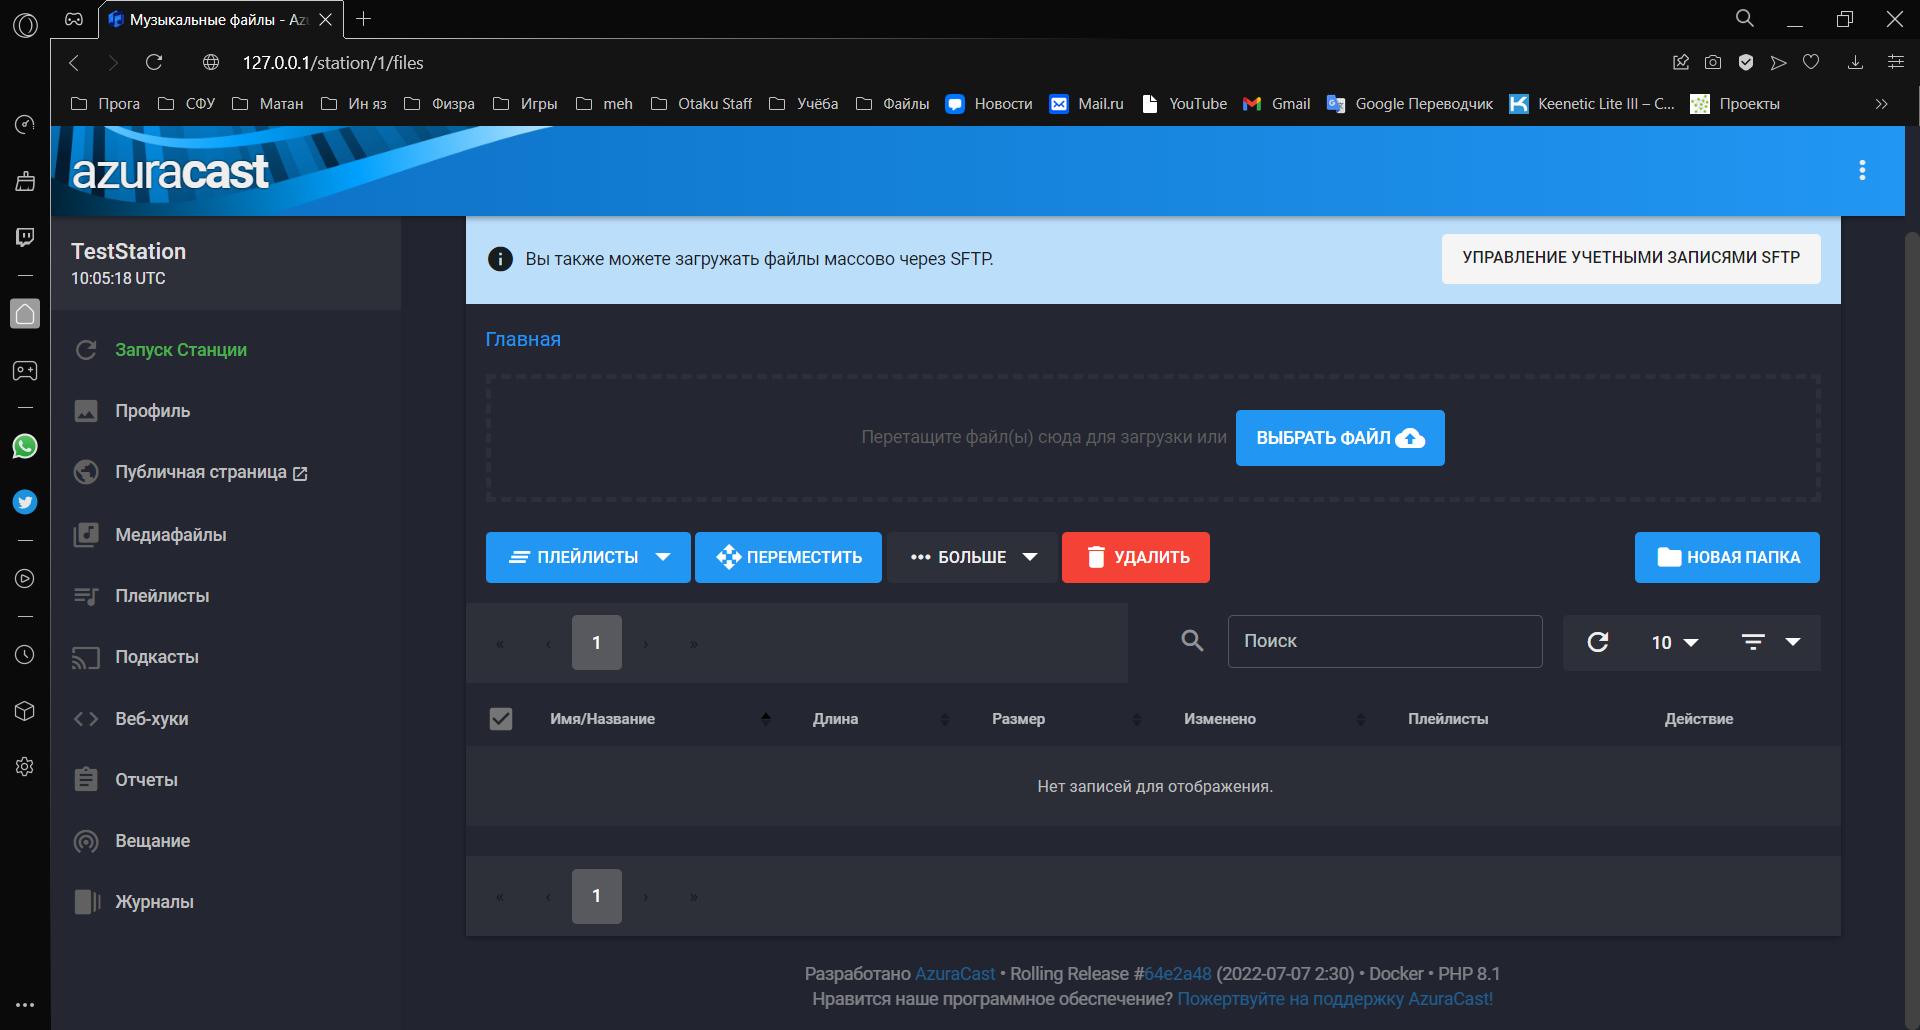 Музыкальные файлы - Az
127.0.0.1/station/1/files
Прога СФУ Матан Ин яз Физра Игры meh Otaku Staff Учёба Файлы Новости Mail.ru YouTube Gmail Google Переводчик Keenetic Lite III – C... Проекты »
azuracast
TestStation
10:05:18 UTC
Запуск Станции
Профиль
Публичная страница
Медиафайлы
Плейлисты
Подкасты
Веб-хуки
Отчеты
Вещание
Журналы
Вы также можете загружать файлы массово через SFTP.
УПРАВЛЕНИЕ УЧЕТНЫМИ ЗАПИСЯМИ SFTP
Главная
Перетащите файл(ы) сюда для загрузки или ВЫБРАТЬ ФАЙЛ
ПЛЕЙЛИСТЫ ПЕРЕМЕСТИТЬ БОЛЬШЕ УДАЛИТЬ НОВАЯ ПАПКА
« ‹ 1 › » Поиск 10
Имя/Название Длина Размер Изменено Плейлисты Действие
Нет записей для отображения.
« ‹ 1 › »
Разработано AzuraCast • Rolling Release #64e2a48 (2022-07-07 2:30) • Docker • PHP 8.1
Нравится наше программное обеспечение? Пожертвуйте на поддержку AzuraCast!